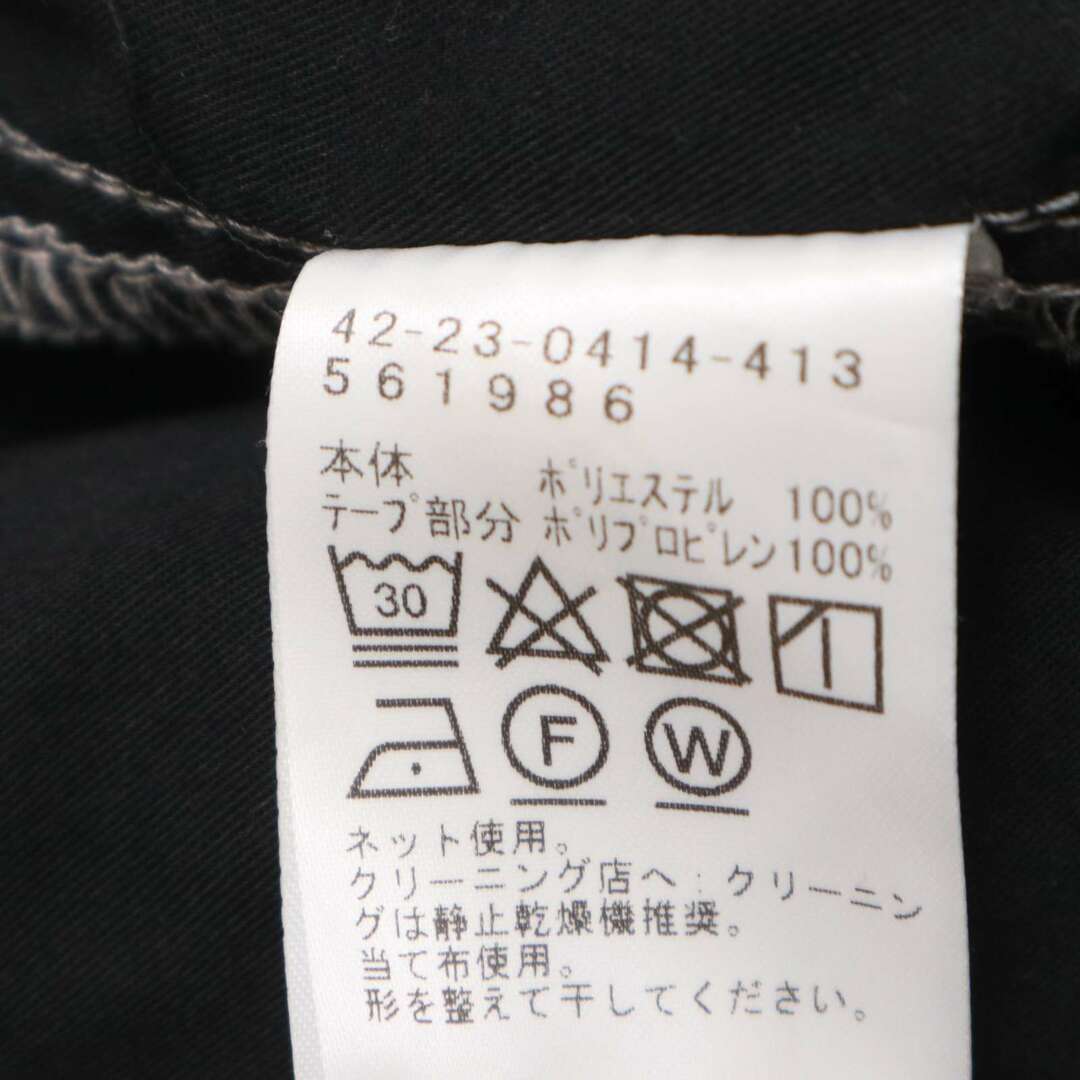 42-23-0414-413
561986
本体 ポリエステル 100%
テープ部分 ポリプロピレン100%
30
F W
ネット使用。
クリーニング店へ:クリーニン
グは静止乾燥機推奨。
当て布使用。
形を整えて干してください。